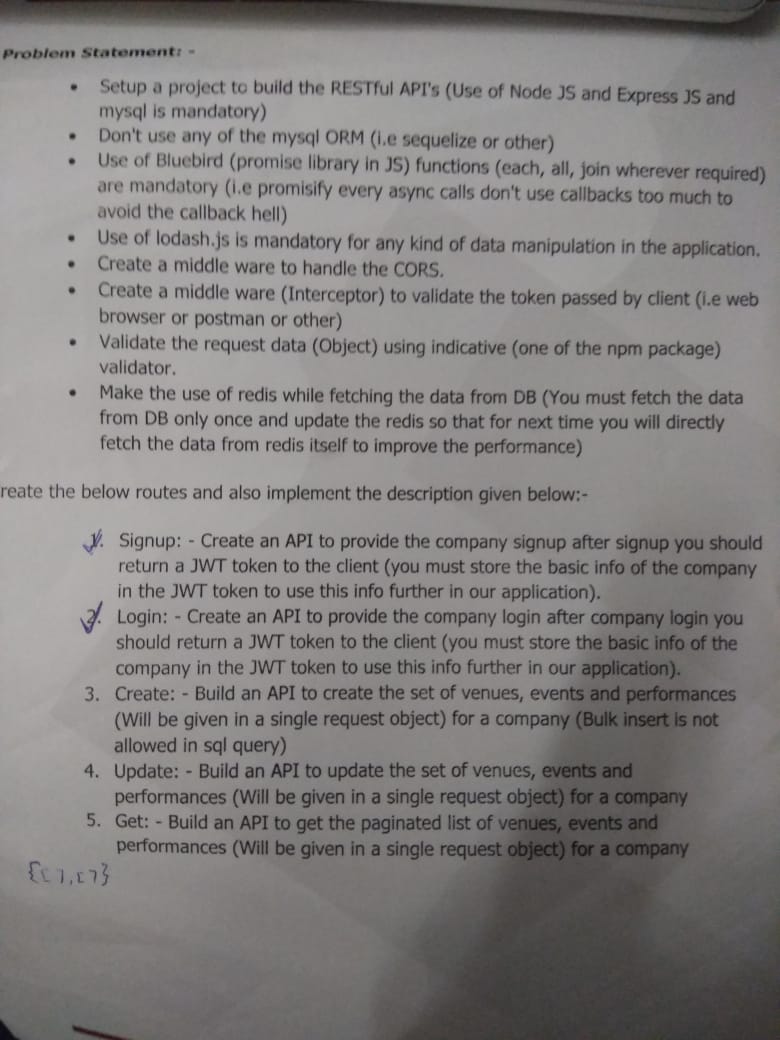 Problem Statement: -
• Setup a project to build the RESTful API's (Use of Node JS and Express JS and
mysql is mandatory)
• Don't use any of the mysql ORM (i.e sequelize or other)
• Use of Bluebird (promise library in JS) functions (each, all, join wherever required)
are mandatory (i.e promisify every async calls don't use callbacks too much to
avoid the callback hell)
• Use of lodash.js is mandatory for any kind of data manipulation in the application.
• Create a middle ware to handle the CORS.
• Create a middle ware (Interceptor) to validate the token passed by client (i.e web
browser or postman or other)
• Validate the request data (Object) using indicative (one of the npm package)
validator.
• Make the use of redis while fetching the data from DB (You must fetch the data
from DB only once and update the redis so that for next time you will directly
fetch the data from redis itself to improve the performance)
reate the below routes and also implement the description given below:-
1. Signup: - Create an API to provide the company signup after signup you should
return a JWT token to the client (you must store the basic info of the company
in the JWT token to use this info further in our application).
2. Login: - Create an API to provide the company login after company login you
should return a JWT token to the client (you must store the basic info of the
company in the JWT token to use this info further in our application).
3. Create: - Build an API to create the set of venues, events and performances
(Will be given in a single request object) for a company (Bulk insert is not
allowed in sql query)
4. Update: - Build an API to update the set of venues, events and
performances (Will be given in a single request object) for a company
5. Get: - Build an API to get the paginated list of venues, events and
performances (Will be given in a single request object) for a company
{[ ],[ ]}